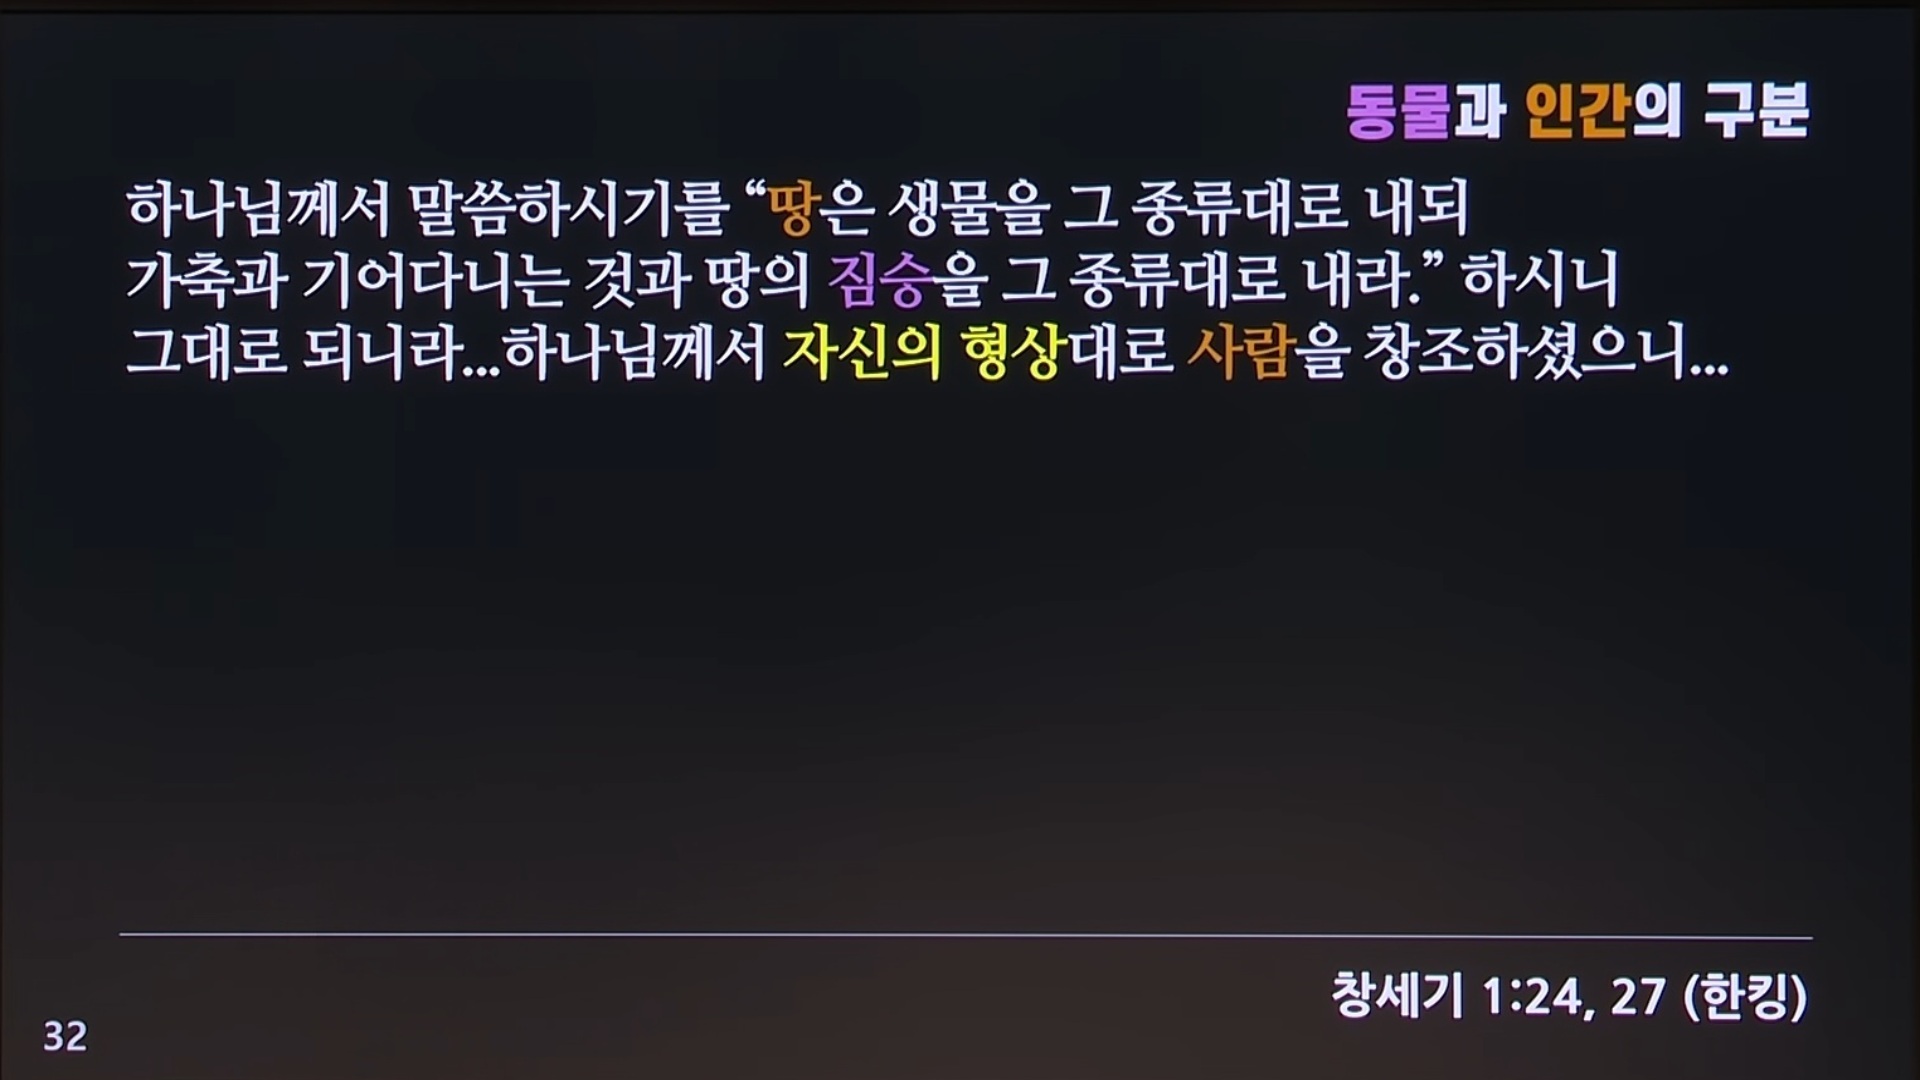 동물과 인간의 구분
하나님께서 말씀하시기를 “땅은 생물을 그 종류대로 내되
가축과 기어다니는 것과 땅의 짐승을 그 종류대로 내라.” 하시니
그대로 되니라...하나님께서 자신의 형상대로 사람을 창조하셨으니...
창세기 1:24, 27 (한킹)
32